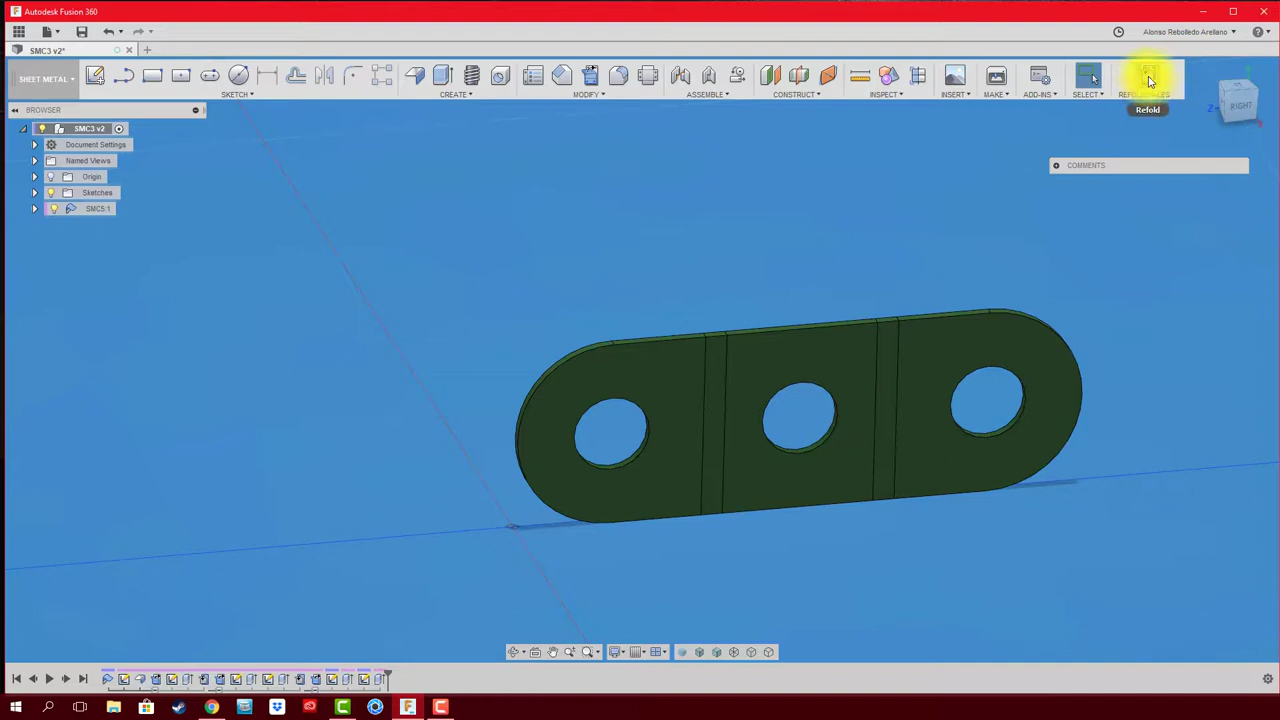 Autodesk Fusion 360
Alonso Rebolledo Arellano
SMC3 v2*
SHEET METAL
SKETCH
CREATE
MODIFY
ASSEMBLE
CONSTRUCT
INSPECT
INSERT
MAKE
ADD-INS
SELECT
Refold
BROWSER
RIGHT
Z
SMC3 v2
Document Settings
Named Views
Origin
Sketches
SMC5:1
COMMENTS